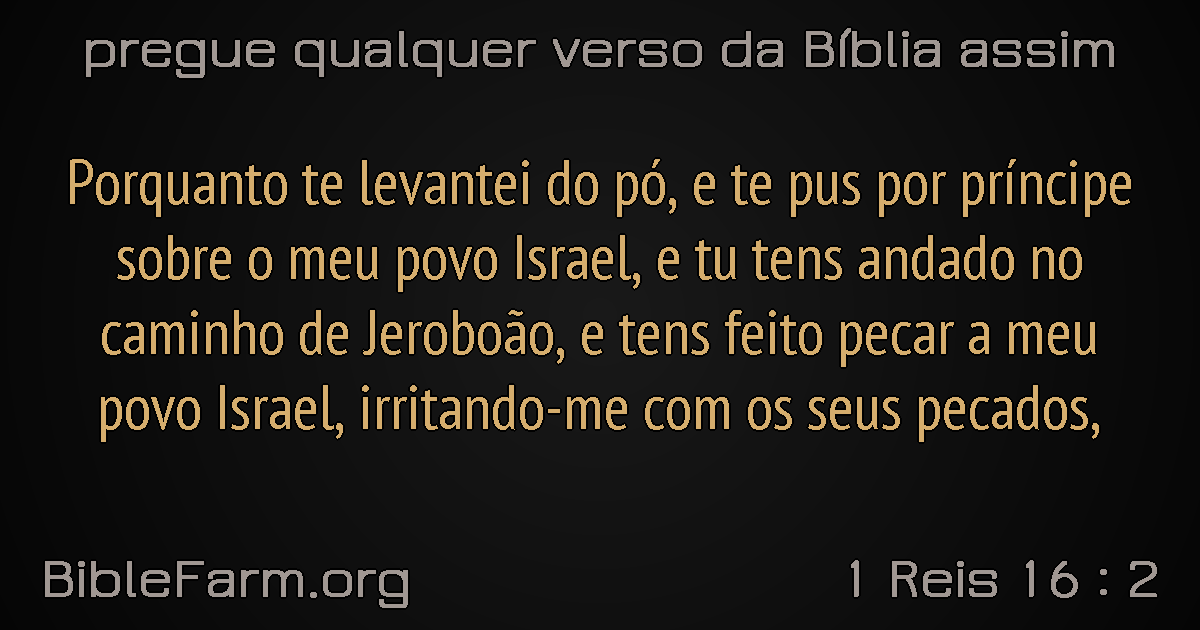 pregue qualquer verso da Bíblia assim
Porquanto te levantei do pó, e te pus por príncipe
sobre o meu povo Israel, e tu tens andado no
caminho de Jeroboão, e tens feito pecar a meu
povo Israel, irritando-me com os seus pecados,
BibleFarm.org
1 Reis 16 : 2